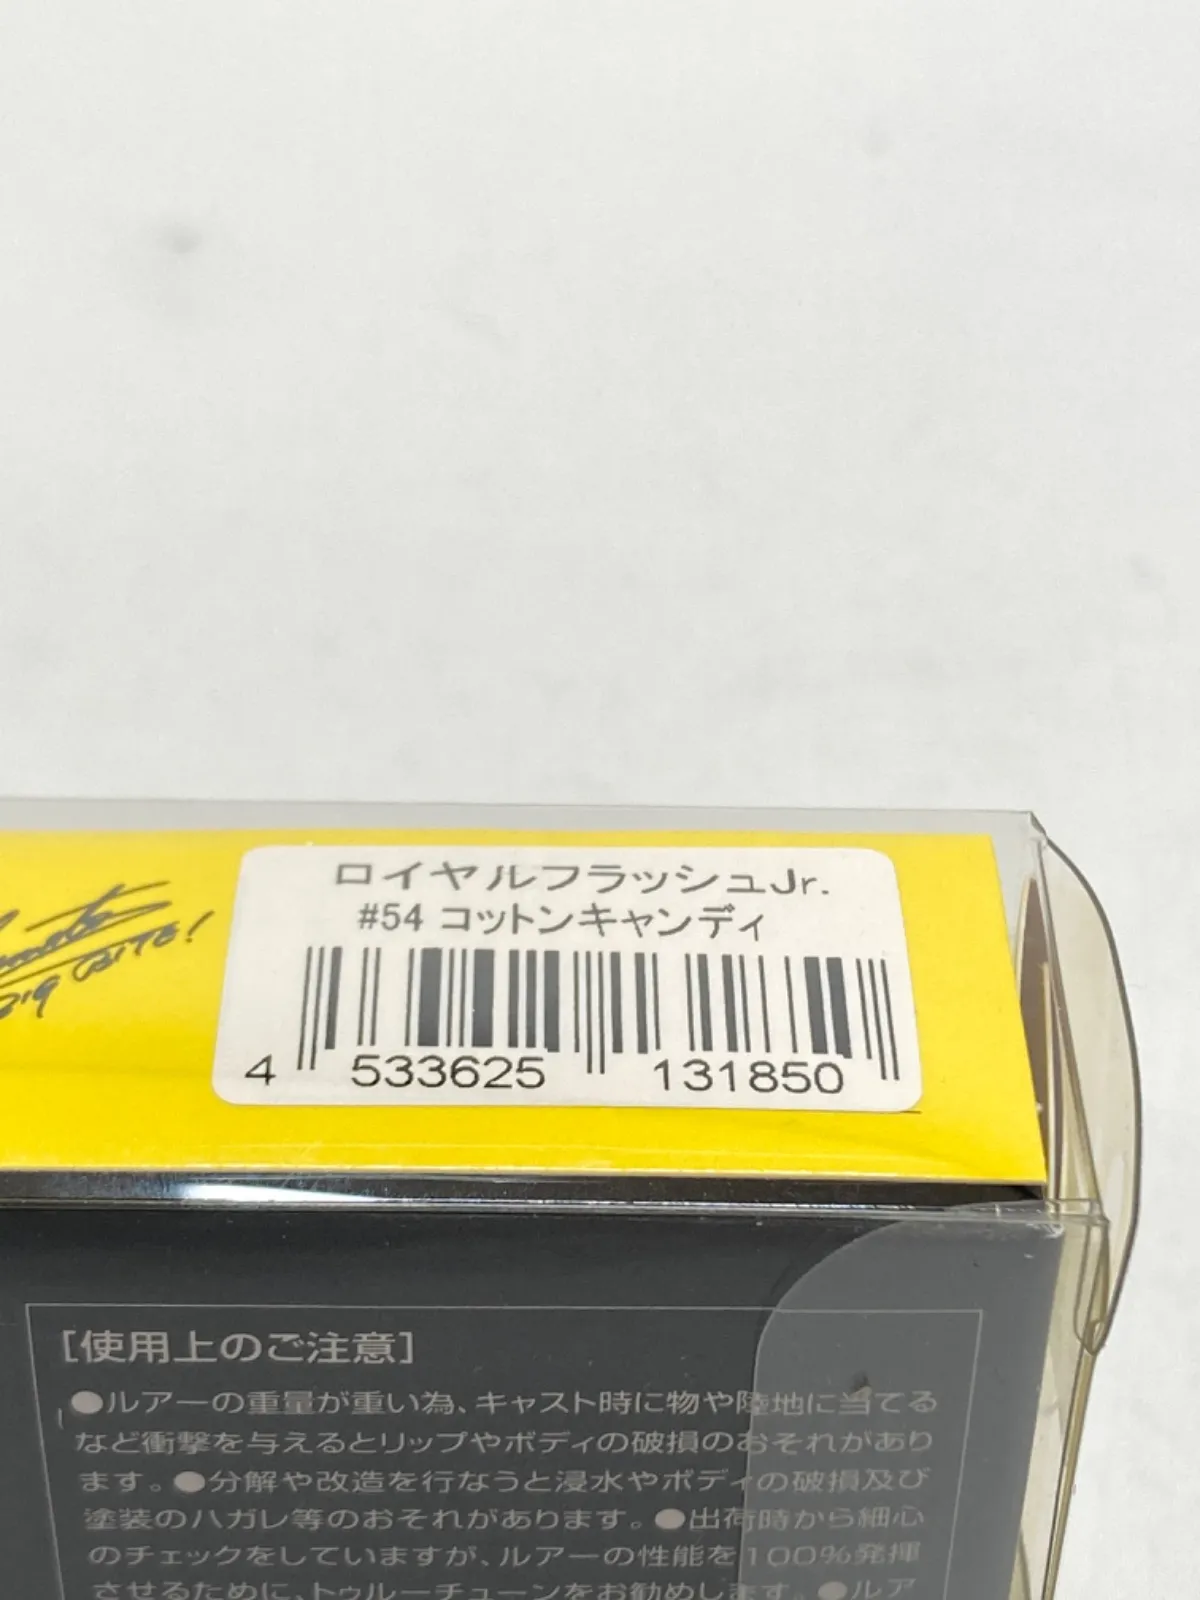 ロイヤルフラッシュJr.
#54 コットンキャンディ
4 533625 131850
BITE!
[使用上のご注意]
●ルアーの重量が重い為、キャスト時に物や陸地に当てる
など衝撃を与えるとリップやボディの破損のおそれがあり
ます。●分解や改造を行なうと浸水やボディの破損及び
塗装のハガレ等のおそれがあります。●出荷時から細心
のチェックをしていますが、ルアーの性能を100%発揮
させるために、トゥルーチューンをお勧めします。●ルア